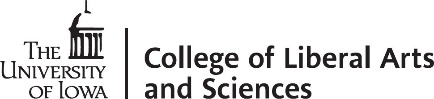 THE
UNIVERSITY
OF IOWA
College of Liberal Arts
and Sciences